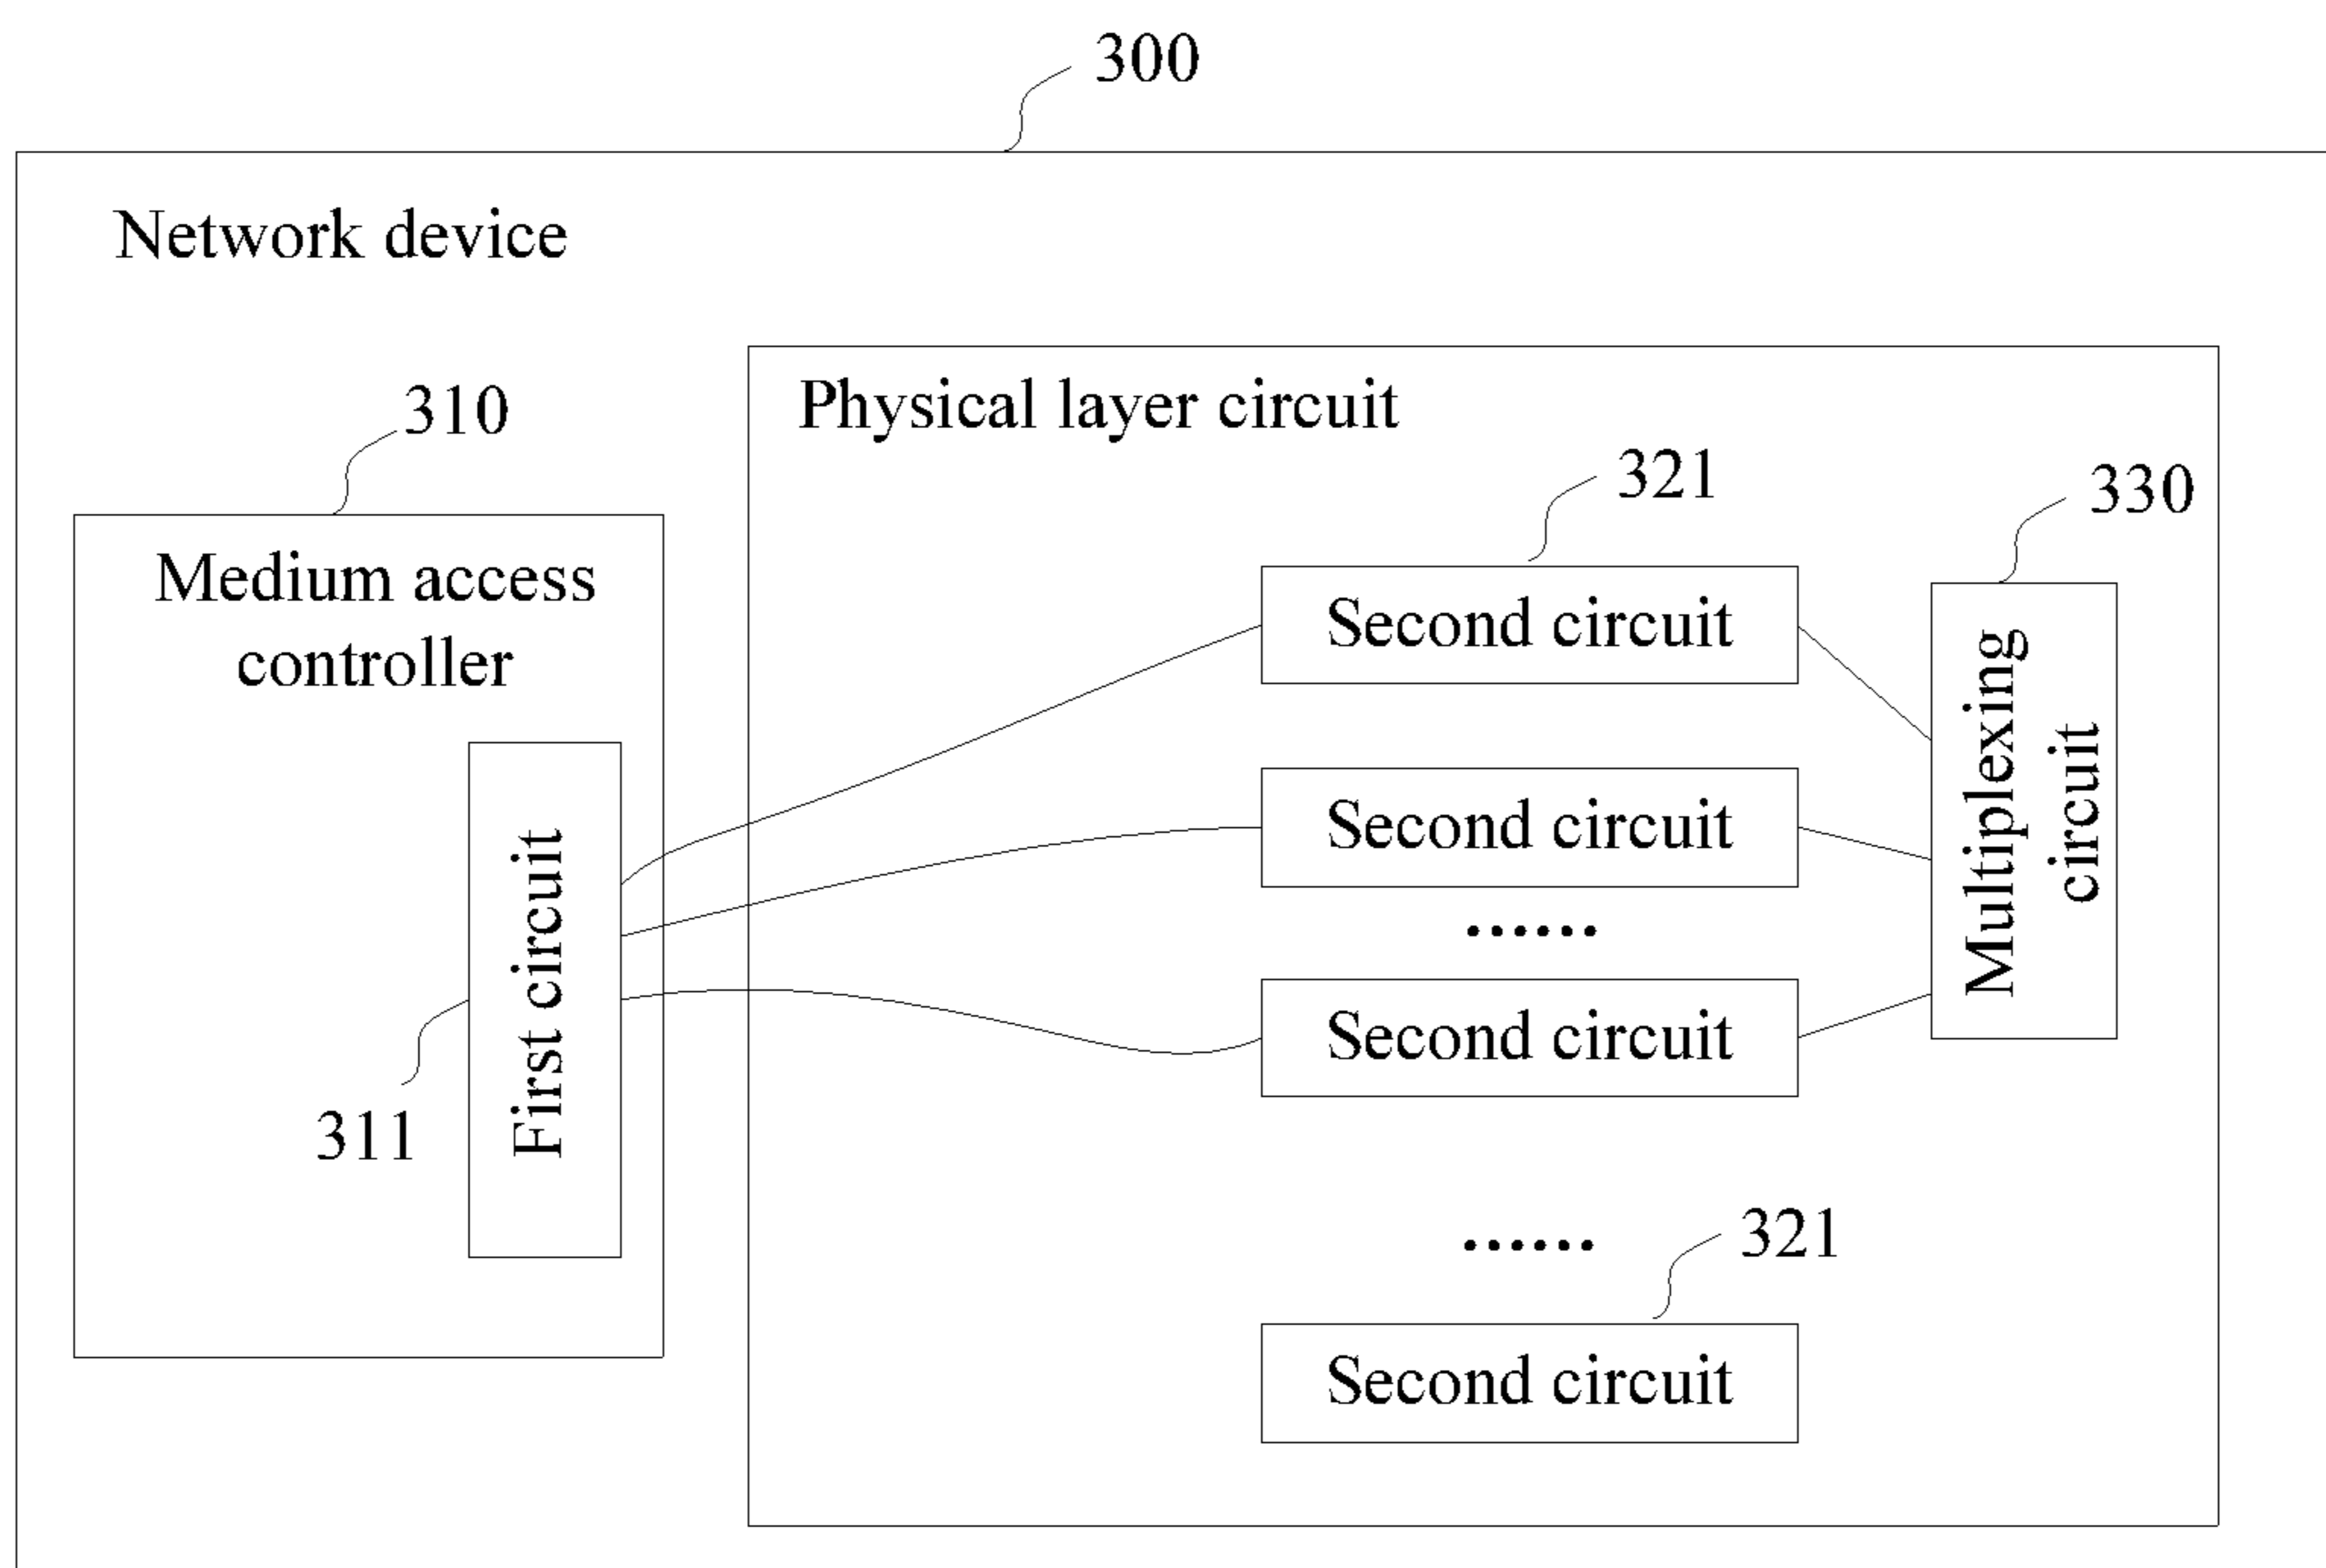 300
Network device
310
Physical layer circuit
321
330
Medium access
controller
Second circuit
Multiplexing
circuit
Second circuit
First circuit
......
Second circuit
311
......
321
Second circuit